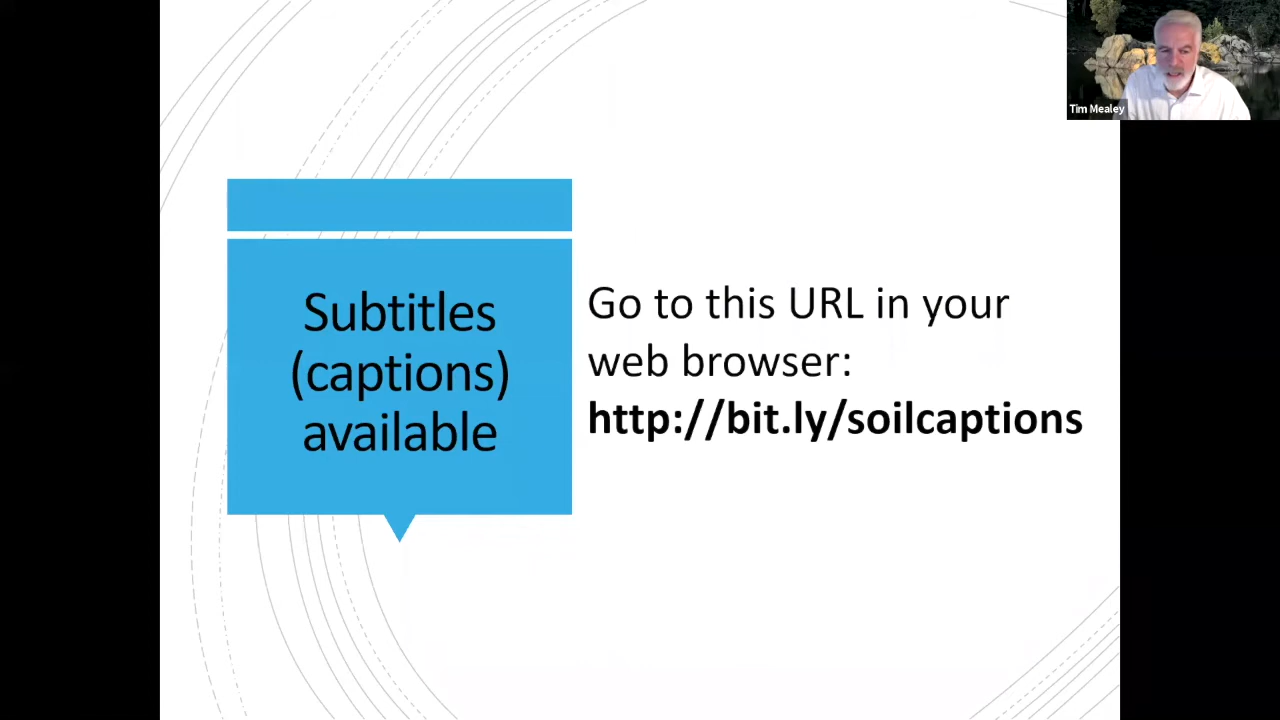 Tim Mealey
Subtitles
(captions)
available
Go to this URL in your
web browser:
http://bit.ly/soilcaptions